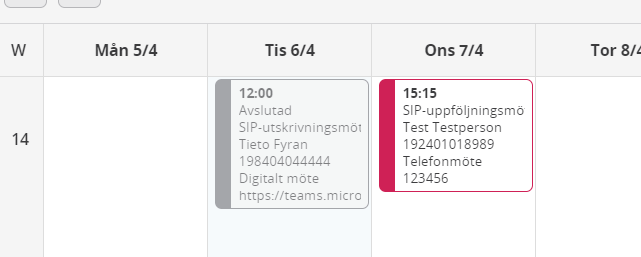 W
Mån 5/4
Tis 6/4
Ons 7/4
Tor 8/4
14
12:00
Avslutad
SIP-utskrivningsmöt
Tieto Fyran
198404044444
Digitalt möte
https://teams.micro
15:15
SIP-uppföljningsmö
Test Testperson
192401018989
Telefonmöte
123456